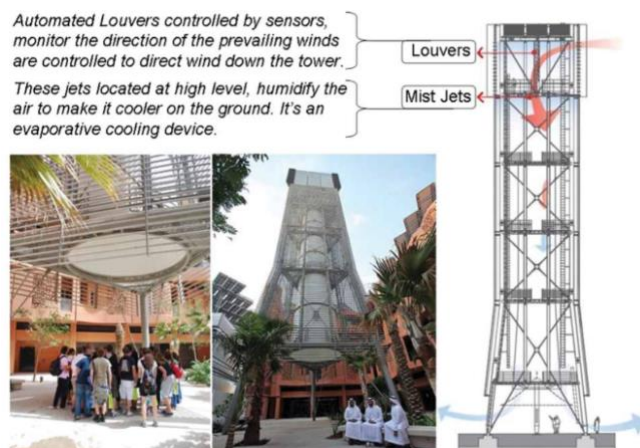 Automated Louvers controlled by sensors,
monitor the direction of the prevailing winds
are controlled to direct wind down the tower.
Louvers
These jets located at high level, humidify the
air to make it cooler on the ground. It's an
evaporative cooling device.
Mist Jets